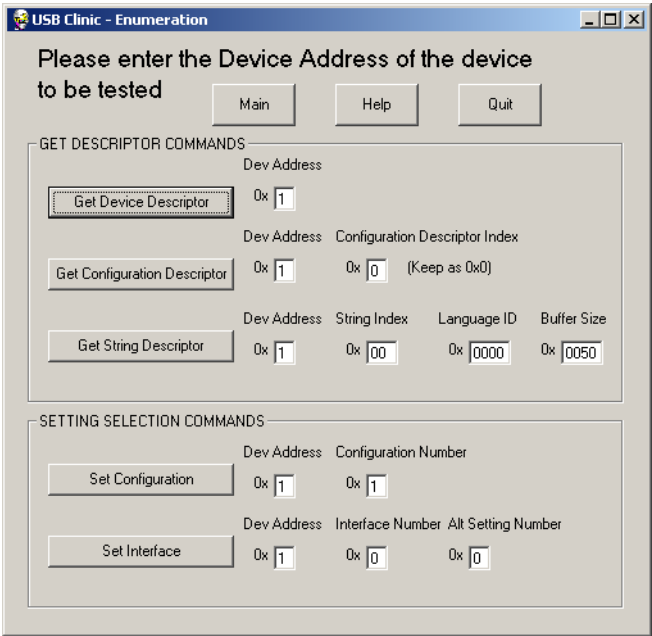 USB Clinic - Enumeration
Please enter the Device Address of the device
to be tested
Main Help Quit
GET DESCRIPTOR COMMANDS
Dev Address
Get Device Descriptor 0x 1
Dev Address Configuration Descriptor Index
Get Configuration Descriptor 0x 1 0x 0 (Keep as 0x0)
Dev Address String Index Language ID Buffer Size
Get String Descriptor 0x 1 0x 00 0x 0000 0x 0050
SETTING SELECTION COMMANDS
Dev Address Configuration Number
Set Configuration 0x 1 0x 1
Dev Address Interface Number Alt Setting Number
Set Interface 0x 1 0x 0 0x 0